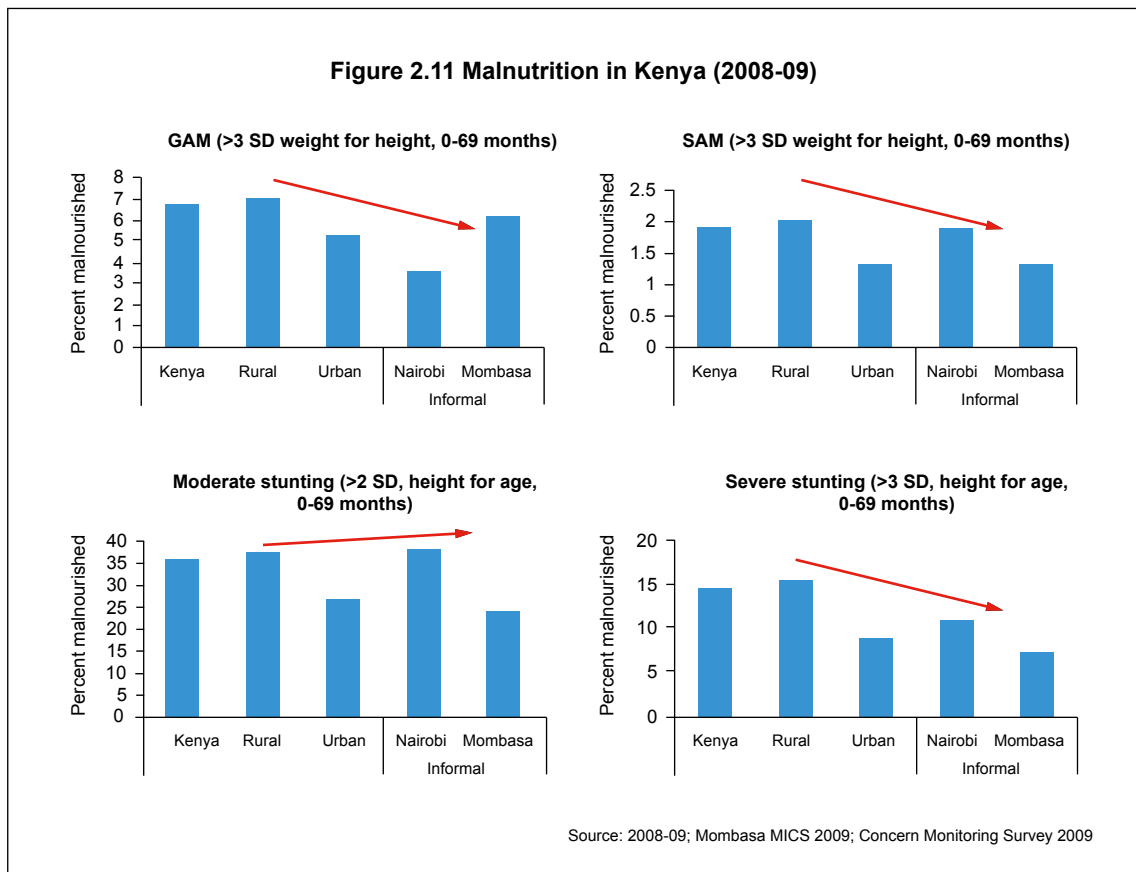 Figure 2.11 Malnutrition in Kenya (2008-09)
GAM (>3 SD weight for height, 0-69 months)
Percent malnourished
8
7
6
5
4
3
2
1
0
Kenya Rural Urban Nairobi Mombasa
Informal
SAM (>3 SD weight for height, 0-69 months)
Percent malnourished
2.5
2
1.5
1
0.5
0
Kenya Rural Urban Nairobi Mombasa
Informal
Moderate stunting (>2 SD, height for age,
0-69 months)
Percent malnourished
40
35
30
25
20
15
10
5
0
Kenya Rural Urban Nairobi Mombasa
Informal
Severe stunting (>3 SD, height for age,
0-69 months)
Percent malnourished
20
15
10
5
0
Kenya Rural Urban Nairobi Mombasa
Informal
Source: 2008-09; Mombasa MICS 2009; Concern Monitoring Survey 2009